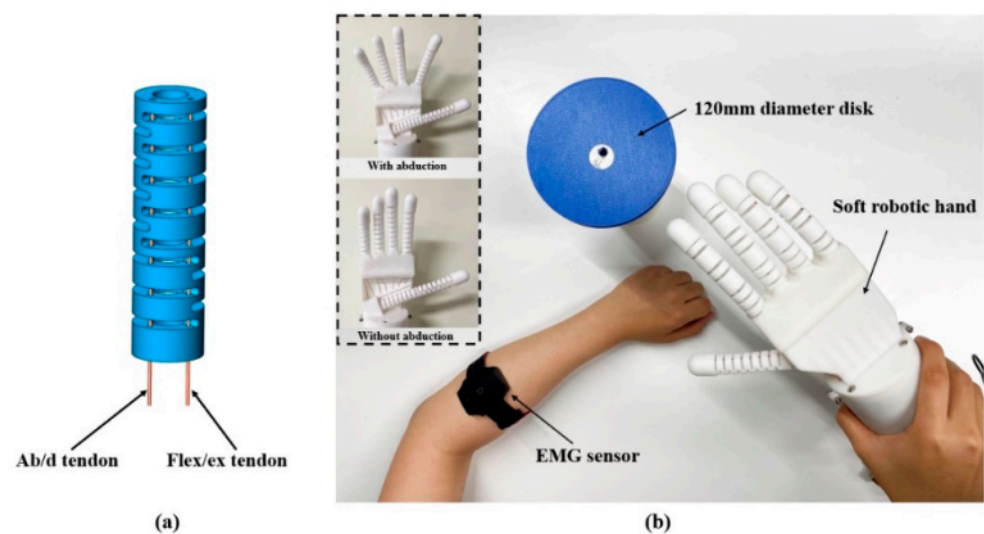 Ab/d tendon
Flex/ex tendon
(a)
With abduction
Without abduction
120mm diameter disk
Soft robotic hand
EMG sensor
(b)